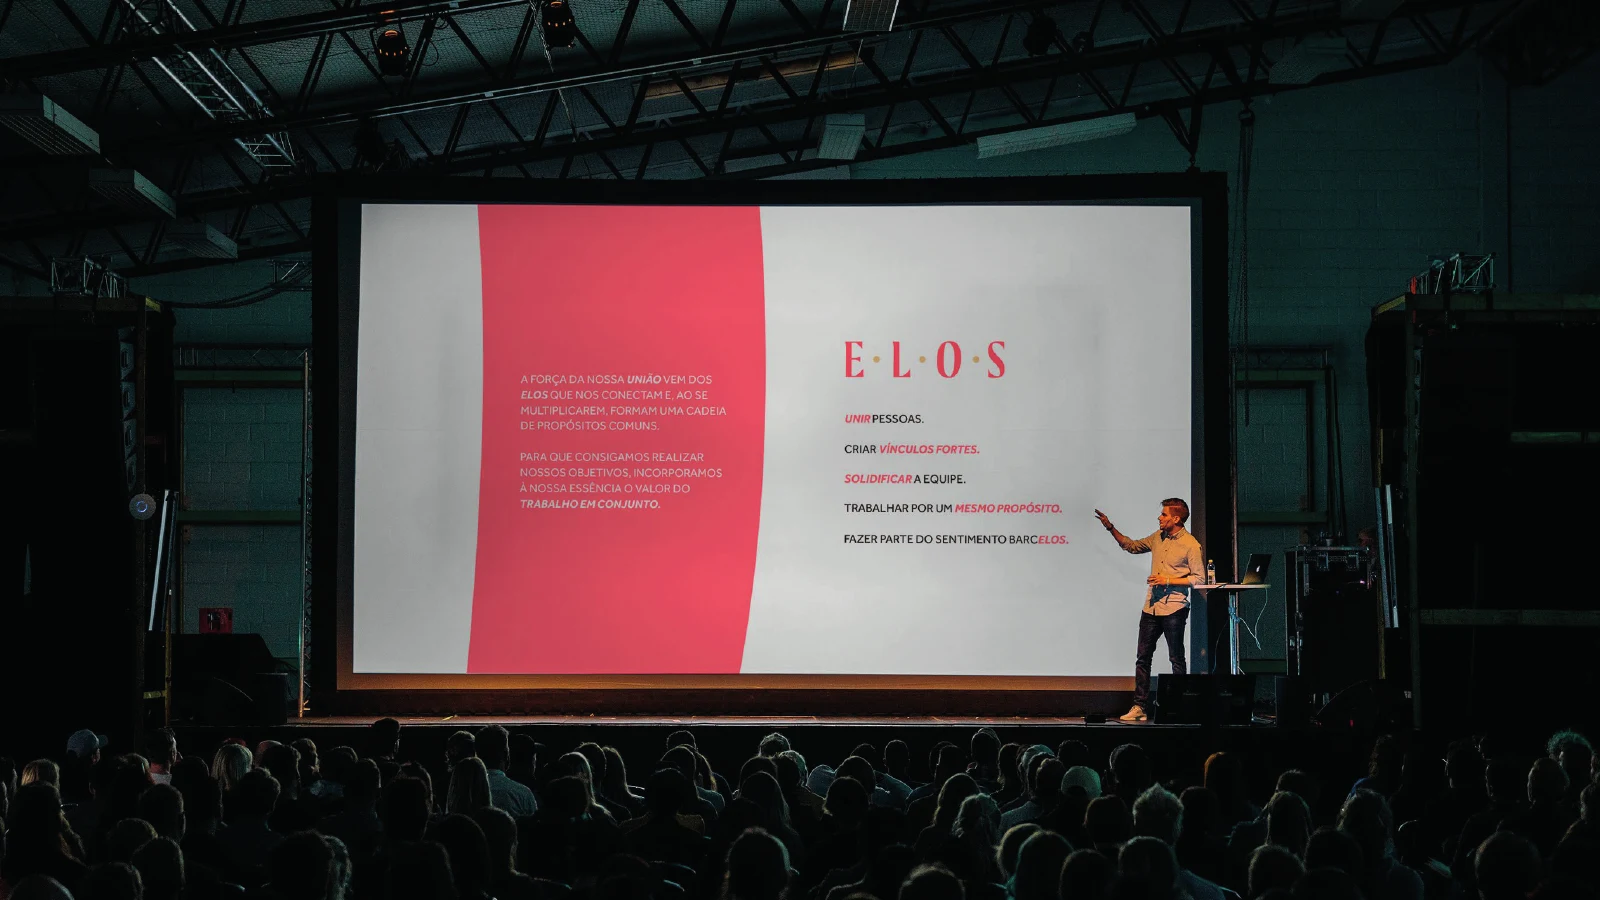 A FORÇA DA NOSSA UNIÃO VEM DOS
ELOS QUE NOS CONECTAM E, AO SE
MULTIPLICAREM, FORMAM UMA CADEIA
DE PROPÓSITOS COMUNS.
PARA QUE CONSIGAMOS REALIZAR
NOSSOS OBJETIVOS, INCORPORAMOS
À NOSSA ESSÊNCIA O VALOR DO
TRABALHO EM CONJUNTO.
E·L·O·S
UNIR PESSOAS.
CRIAR VÍNCULOS FORTES.
SOLIDIFICAR A EQUIPE.
TRABALHAR POR UM MESMO PROPÓSITO.
FAZER PARTE DO SENTIMENTO BARCELOS.